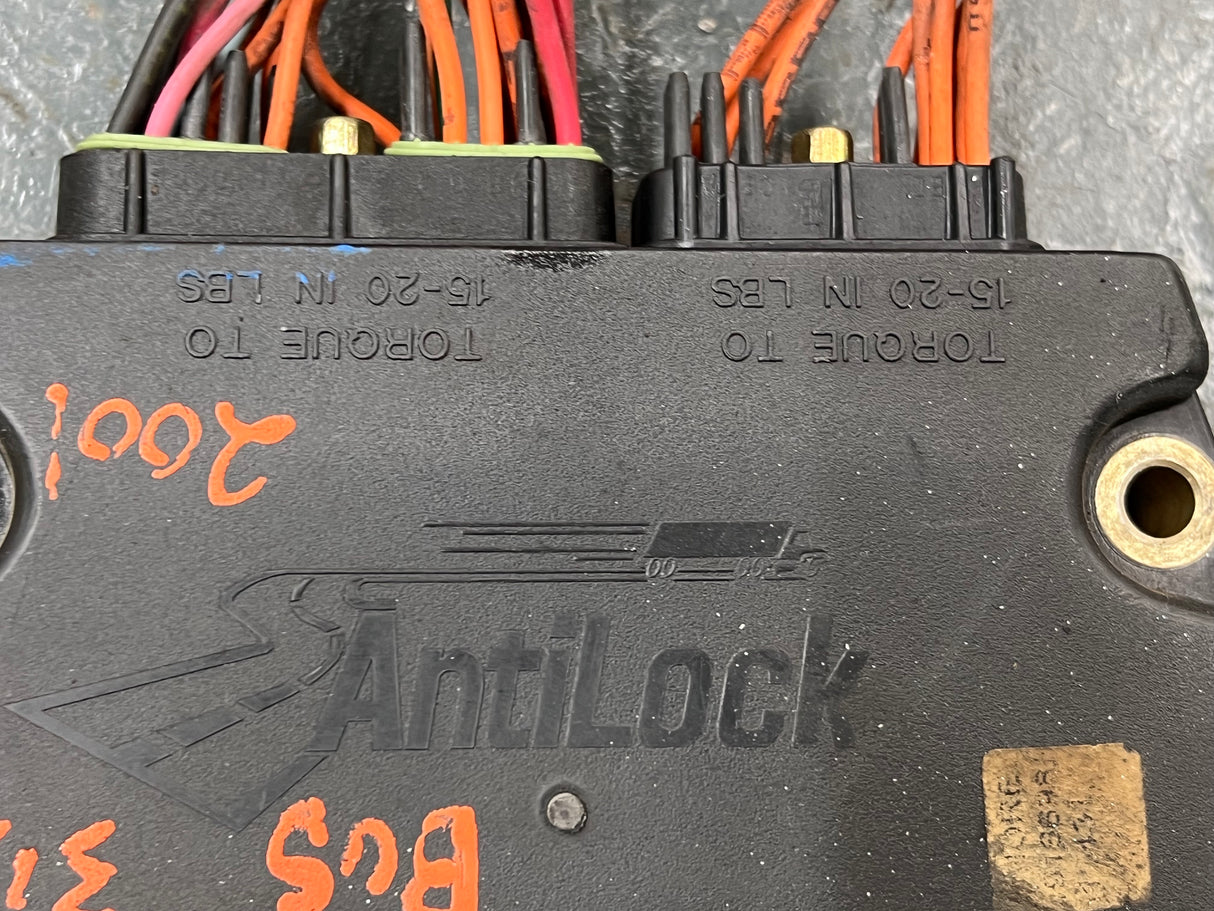 TORQUE TO
15-20 IN LBS
TORQUE TO
15-20 IN LBS
2001
AntiLock
BUS